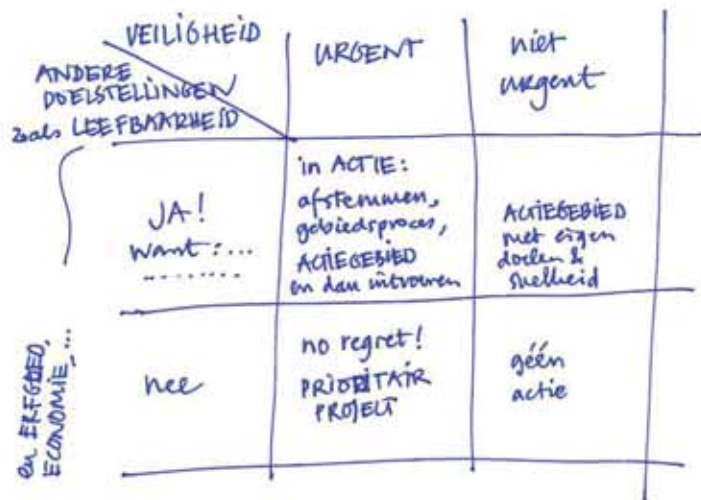 VEILIGHEID
ANDERE
DOELSTELLINGEN
zoals LEEFBAARHEID
URGENT
niet
urgent
JA!
want:...
.........
in ACTIE:
afstemmen,
gebiedsproces,
ACTIEGEBIED
en dan uitvoeren
ACTIEGEBIED
met eigen
doelen &
snelheid
en ERFGOED,
ECONOMIE,...
nee
no regret!
PRIORITAIR
PROJECT
géén
actie